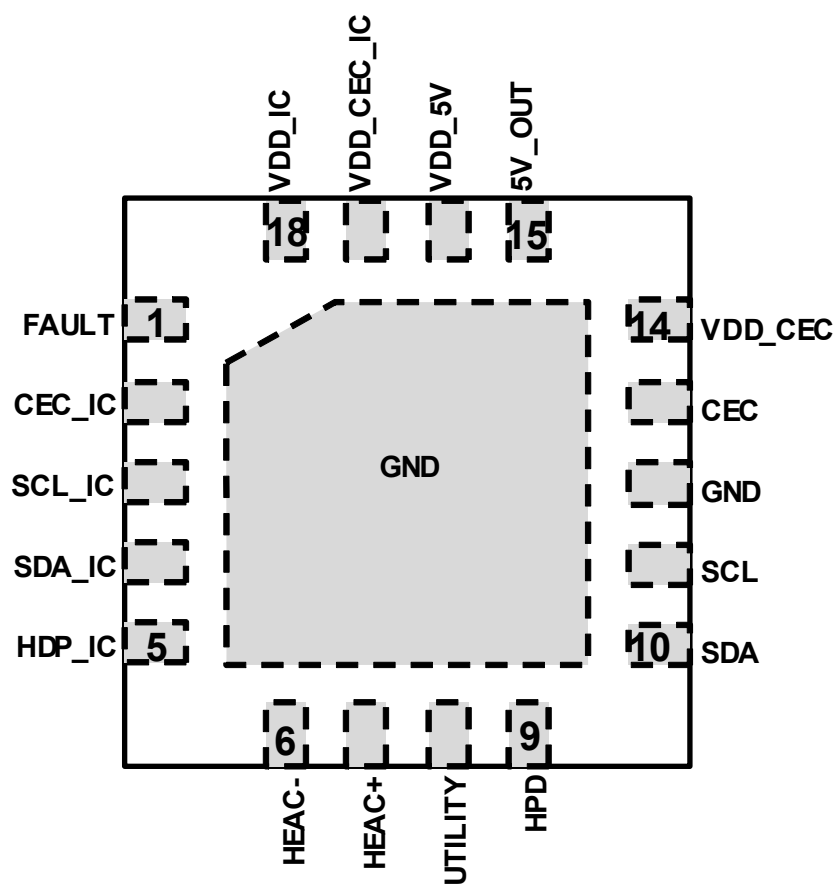 VDD_IC
VDD_CEC_IC
VDD_5V
5V_OUT
18
15
FAULT
1
14
VDD_CEC
CEC_IC
CEC
SCL_IC
GND
GND
SDA_IC
SCL
HDP_IC
5
10
SDA
6
9
HEAC-
HEAC+
UTILITY
HPD